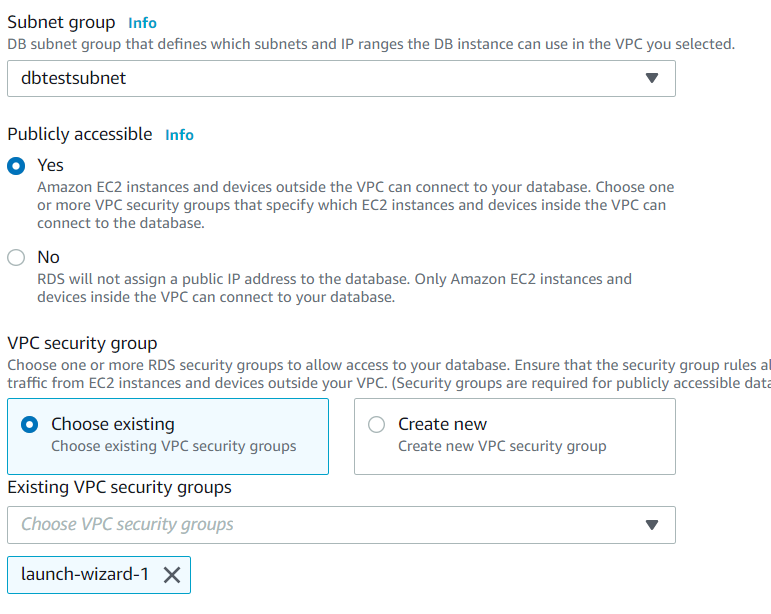 Subnet group Info
DB subnet group that defines which subnets and IP ranges the DB instance can use in the VPC you selected.
dbtestsubnet
Publicly accessible Info
Yes
Amazon EC2 instances and devices outside the VPC can connect to your database. Choose one
or more VPC security groups that specify which EC2 instances and devices inside the VPC can
connect to the database.
No
RDS will not assign a public IP address to the database. Only Amazon EC2 instances and
devices inside the VPC can connect to your database.
VPC security group
Choose one or more RDS security groups to allow access to your database. Ensure that the security group rules al
traffic from EC2 instances and devices outside your VPC. (Security groups are required for publicly accessible data
Choose existing
Choose existing VPC security groups
Create new
Create new VPC security group
Existing VPC security groups
Choose VPC security groups
launch-wizard-1